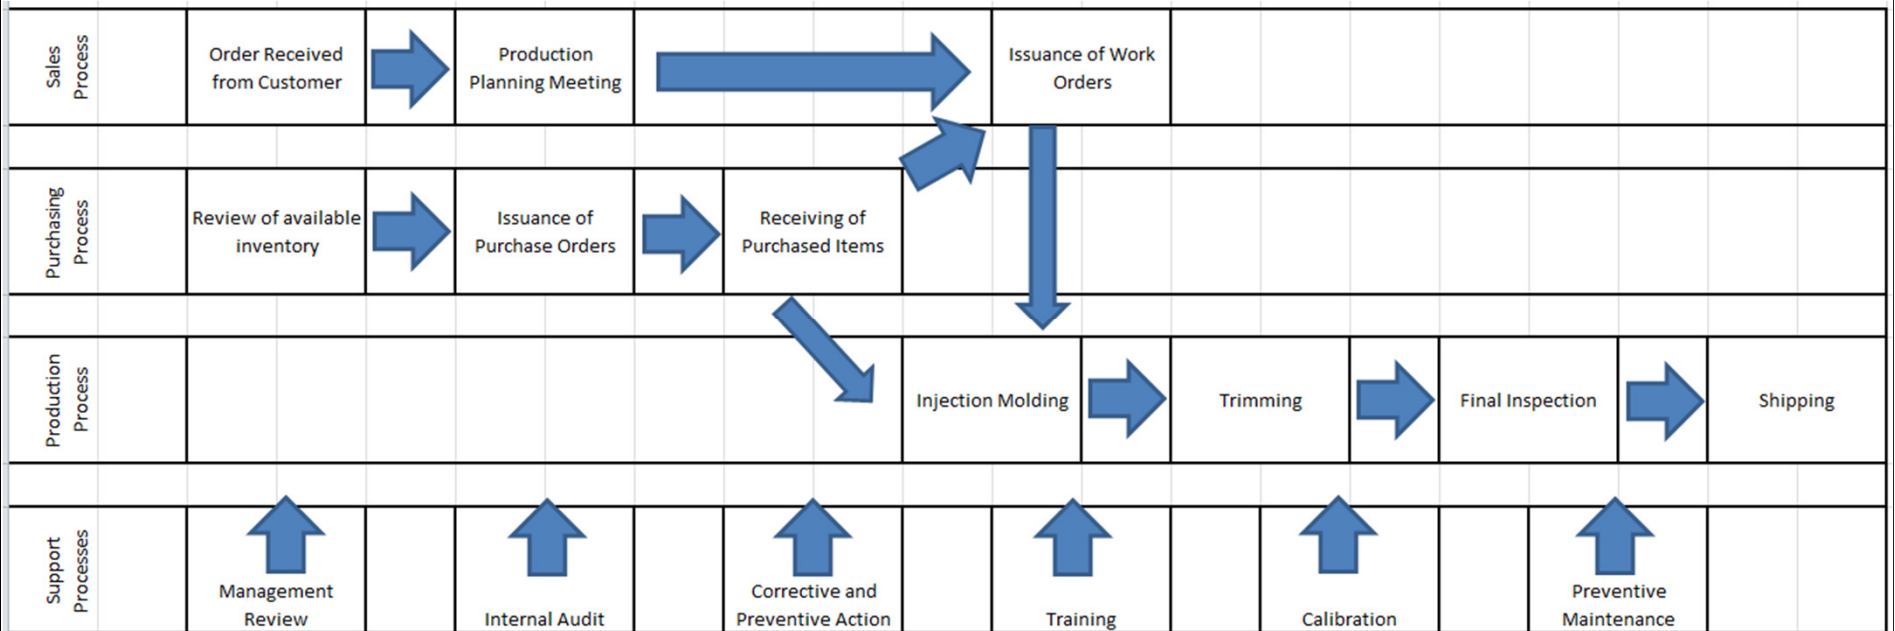 Sales
Process
Order Received
from Customer
Production
Planning Meeting
Issuance of Work
Orders
Purchasing
Process
Review of available
inventory
Issuance of
Purchase Orders
Receiving of
Purchased Items
Production
Process
Injection Molding
Trimming
Final Inspection
Shipping
Support
Processes
Management
Review
Internal Audit
Corrective and
Preventive Action
Training
Calibration
Preventive
Maintenance